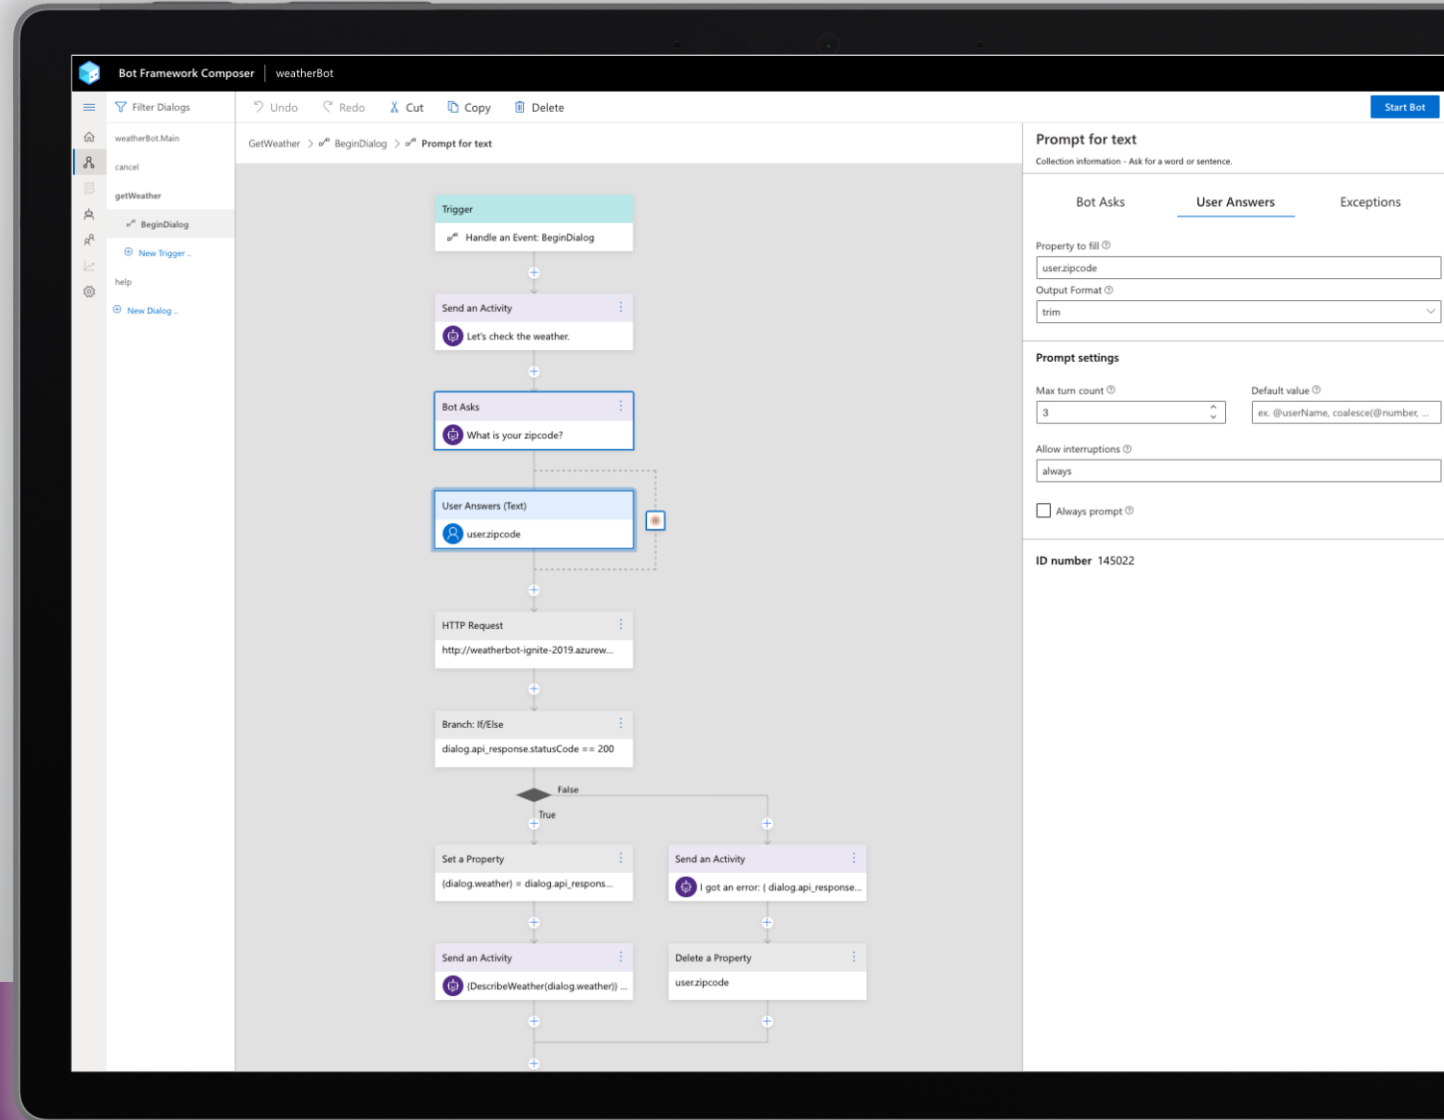 Bot Framework Composer | weatherBot
Filter Dialogs
Undo Redo Cut Copy Delete
Start Bot
weatherBot.Main
cancel
getWeather
BeginDialog
New Trigger ..
help
New Dialog ..
GetWeather > BeginDialog > Prompt for text
Trigger
Handle an Event: BeginDialog
Send an Activity
Let's check the weather.
Bot Asks
What is your zipcode?
User Answers (Text)
user.zipcode
HTTP Request
http://weatherbot-ignite-2019.azurew...
Branch: If/Else
dialog.api_response.statusCode == 200
False
True
Set a Property
{dialog.weather} = dialog.api_respons...
Send an Activity
{DescribeWeather(dialog.weather)} ...
Send an Activity
I got an error: { dialog.api_response...
Delete a Property
user.zipcode
Prompt for text
Collection information - Ask for a word or sentence.
Bot Asks User Answers Exceptions
Property to fill
user.zipcode
Output Format
trim
Prompt settings
Max turn count
3
Default value
ex. @userName, coalesce(@number, ...
Allow interruptions
always
Always prompt
ID number 145022